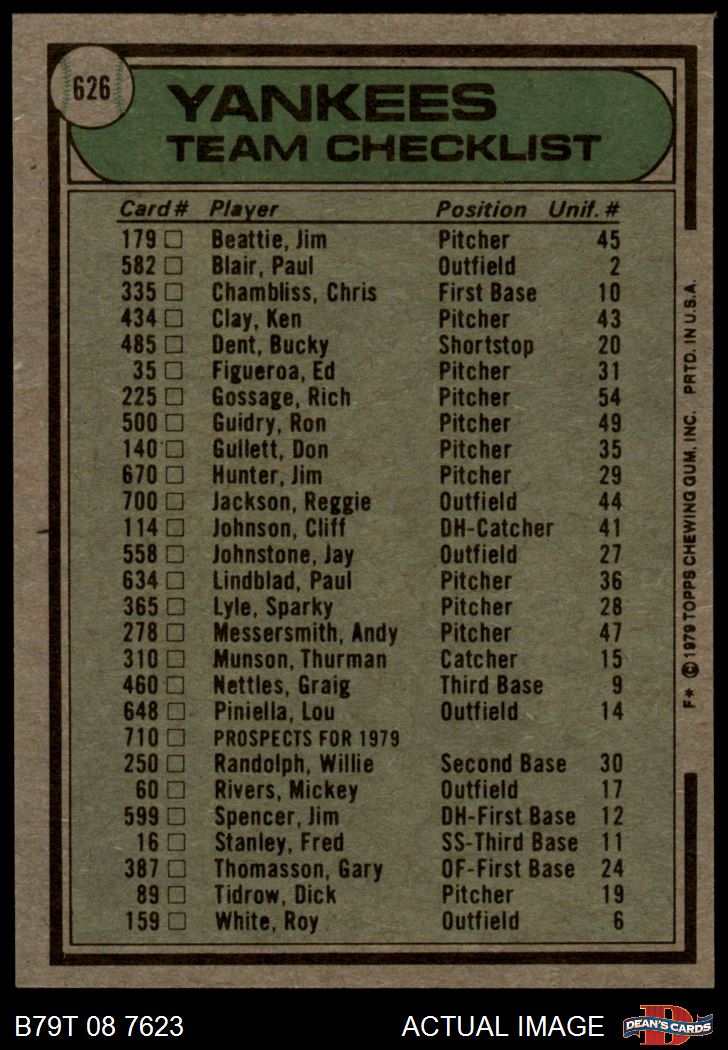 626
YANKEES
TEAM CHECKLIST
Card# Player Position Unif. #
179 Beattie, Jim Pitcher 45
582 Blair, Paul Outfield 2
335 Chambliss, Chris First Base 10
434 Clay, Ken Pitcher 43
485 Dent, Bucky Shortstop 20
35 Figueroa, Ed Pitcher 31
225 Gossage, Rich Pitcher 54
500 Guidry, Ron Pitcher 49
140 Gullett, Don Pitcher 35
670 Hunter, Jim Pitcher 29
700 Jackson, Reggie Outfield 44
114 Johnson, Cliff DH-Catcher 41
558 Johnstone, Jay Outfield 27
634 Lindblad, Paul Pitcher 36
365 Lyle, Sparky Pitcher 28
278 Messersmith, Andy Pitcher 47
310 Munson, Thurman Catcher 15
460 Nettles, Graig Third Base 9
648 Piniella, Lou Outfield 14
710 PROSPECTS FOR 1979
250 Randolph, Willie Second Base 30
60 Rivers, Mickey Outfield 17
599 Spencer, Jim DH-First Base 12
16 Stanley, Fred SS-Third Base 11
387 Thomasson, Gary OF-First Base 24
89 Tidrow, Dick Pitcher 19
159 White, Roy Outfield 6
F* © 1979 TOPPS CHEWING GUM, INC. PRTD. IN U.S.A.
B79T 08 7623 ACTUAL IMAGE
D
DEAN'S CARDS